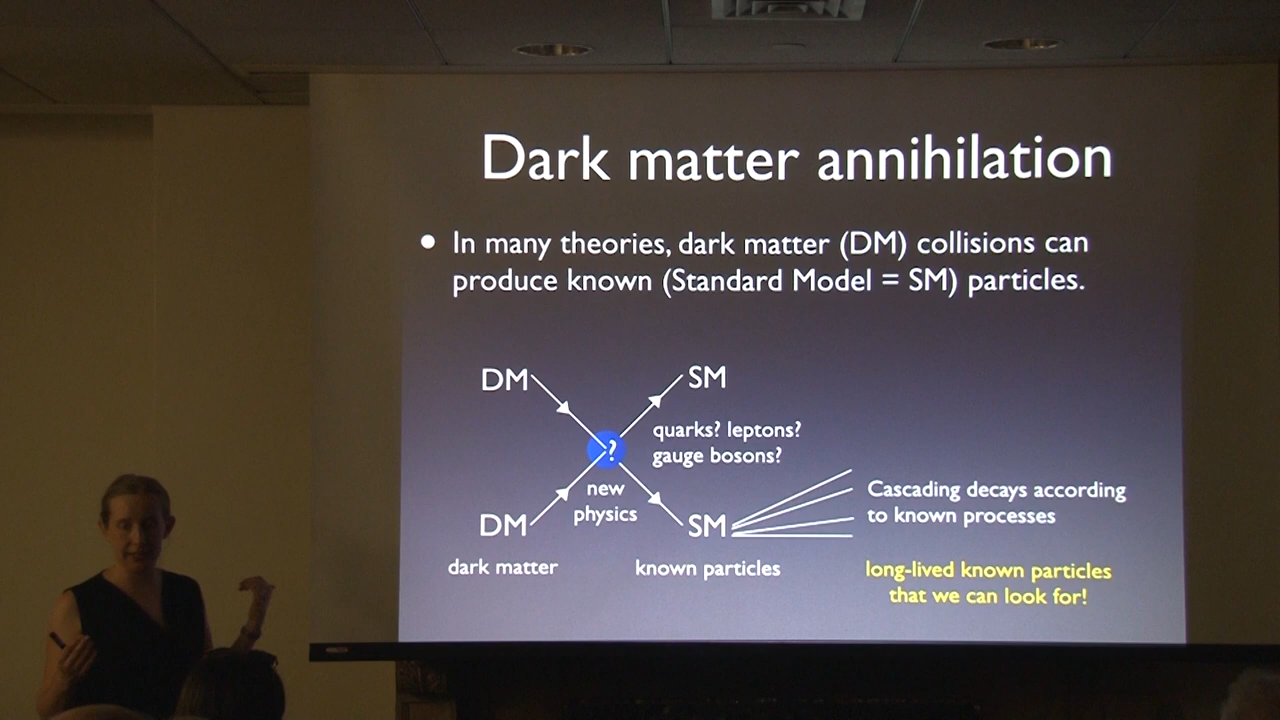 Dark matter annihilation
• In many theories, dark matter (DM) collisions can
produce known (Standard Model = SM) particles.
DM
SM
quarks? leptons?
gauge bosons?
?
new
physics
DM
SM
Cascading decays according
to known processes
dark matter
known particles
long-lived known particles
that we can look for!